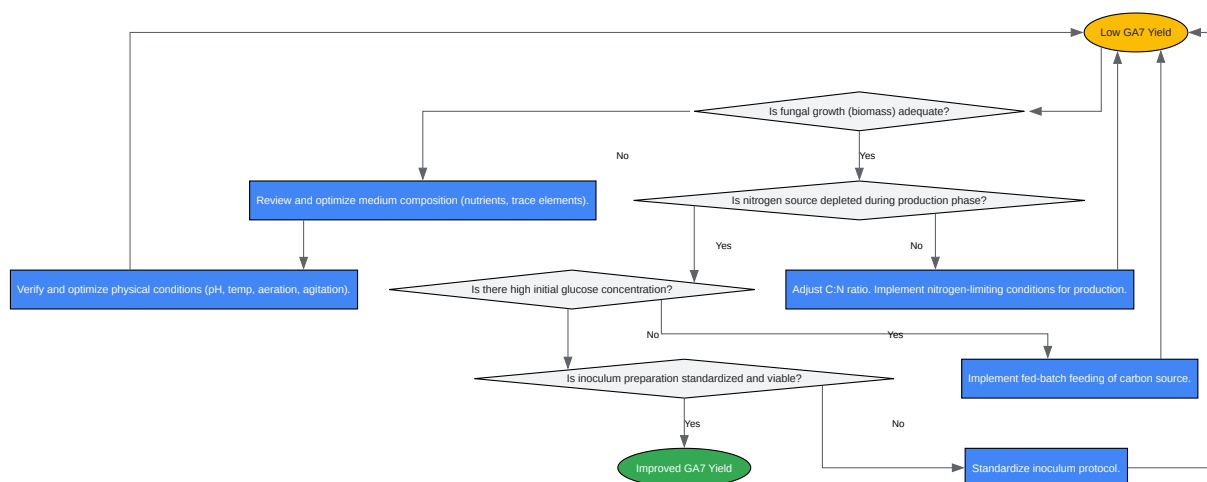 Low GA7 Yield
Is fungal growth (biomass) adequate?
No
Yes
Review and optimize medium composition (nutrients, trace elements).
Is nitrogen source depleted during production phase?
Yes
No
Verify and optimize physical conditions (pH, temp, aeration, agitation).
Is there high initial glucose concentration?
Adjust C:N ratio. Implement nitrogen-limiting conditions for production.
No
Yes
Is inoculum preparation standardized and viable?
Implement fed-batch feeding of carbon source.
Yes
No
Improved GA7 Yield
Standardize inoculum protocol.